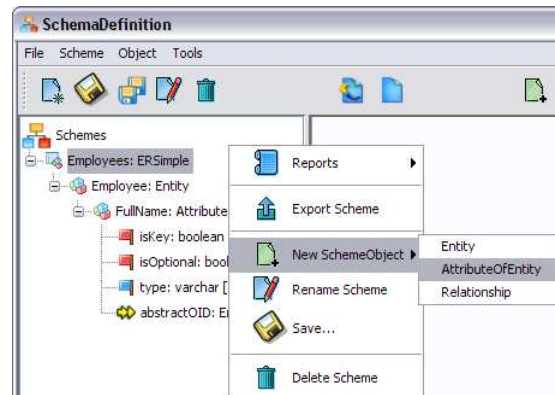 SchemaDefinition
File Scheme Object Tools
Schemes
Employees: ERSimple
Employee: Entity
FullName: Attribute
isKey: boolean
isOptional: bool
type: varchar [
abstractOID: E
Reports
Export Scheme
New SchemeObject
Rename Scheme
Save...
Delete Scheme
Entity
AttributeOfEntity
Relationship